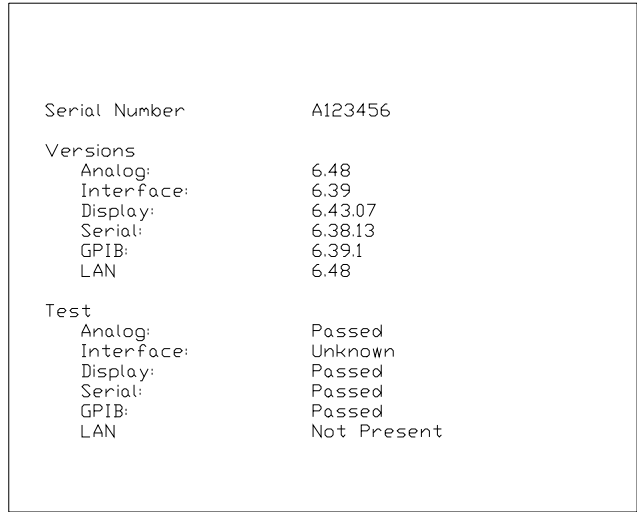 Serial Number A123456
Versions
Analog: 6.48
Interface: 6.39
Display: 6.43.07
Serial: 6.38.13
GPIB: 6.39.1
LAN 6.48
Test
Analog: Passed
Interface: Unknown
Display: Passed
Serial: Passed
GPIB: Passed
LAN Not Present